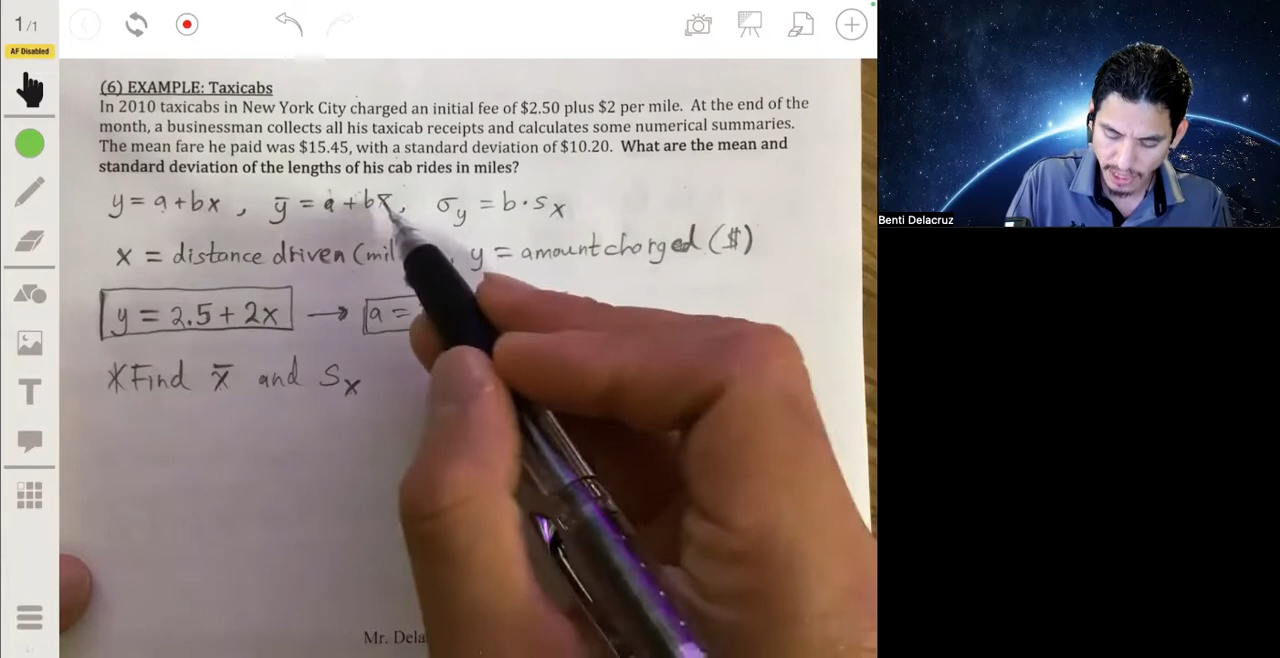 1/1
AF Disabled
(6) EXAMPLE: Taxicabs
In 2010 taxicabs in New York City charged an initial fee of $2.50 plus $2 per mile. At the end of the
month, a businessman collects all his taxicab receipts and calculates some numerical summaries.
The mean fare he paid was $15.45, with a standard deviation of $10.20. What are the mean and
standard deviation of the lengths of his cab rides in miles?
y = a + bx , ȳ = a + bx̄, σy = b · sx
x = distance driven (mil , y = amount charged ($)
y = 2.5 + 2x → a =
*Find x̄ and Sx
Mr. Dela
T
Benti Delacruz